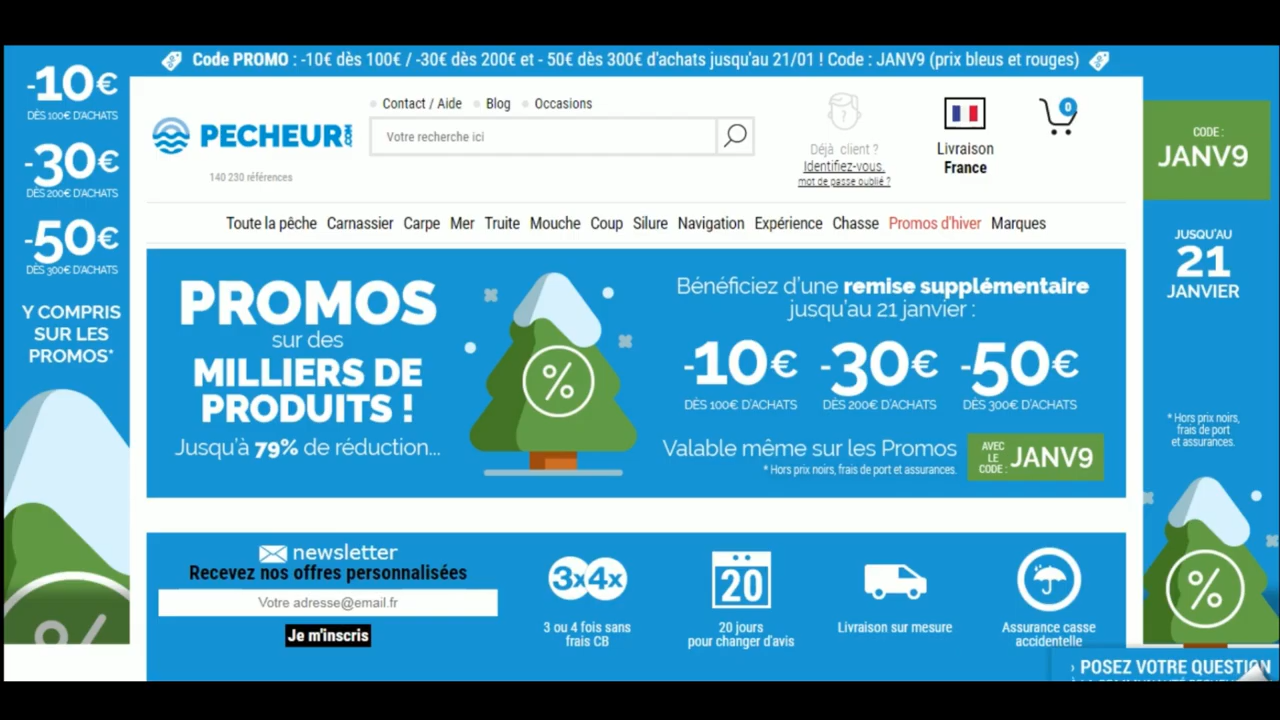 Code PROMO : -10€ dès 100€ / -30€ dès 200€ et - 50€ dès 300€ d'achats jusqu'au 21/01 ! Code : JANV9 (prix bleus et rouges)
-10€
DÈS 100€ D'ACHATS
-30€
DÈS 200€ D'ACHATS
-50€
DÈS 300€ D'ACHATS
Y COMPRIS
SUR LES
PROMOS*
Contact / Aide Blog Occasions
PECHEUR.COM
Votre recherche ici
140 230 références
Déjà client ?
Identifiez-vous.
mot de passe oublié ?
Livraison
France
0
Toute la pêche Carnassier Carpe Mer Truite Mouche Coup Silure Navigation Expérience Chasse Promos d'hiver Marques
PROMOS
sur des
MILLIERS DE
PRODUITS !
Jusqu'à 79% de réduction...
%
Bénéficiez d'une remise supplémentaire
jusqu'au 21 janvier :
-10€ -30€ -50€
DÈS 100€ D'ACHATS DÈS 200€ D'ACHATS DÈS 300€ D'ACHATS
Valable même sur les Promos
* Hors prix noirs, frais de port et assurances.
AVEC
LE
CODE :
JANV9
CODE :
JANV9
JUSQU'AU
21
JANVIER
* Hors prix noirs,
frais de port
et assurances.
%
%
newsletter
Recevez nos offres personnalisées
Votre adresse@email.fr
Je m'inscris
3x4x
3 ou 4 fois sans
frais CB
20
20 jours
pour changer d'avis
Livraison sur mesure
Assurance casse
accidentelle
› POSEZ VOTRE QUESTION